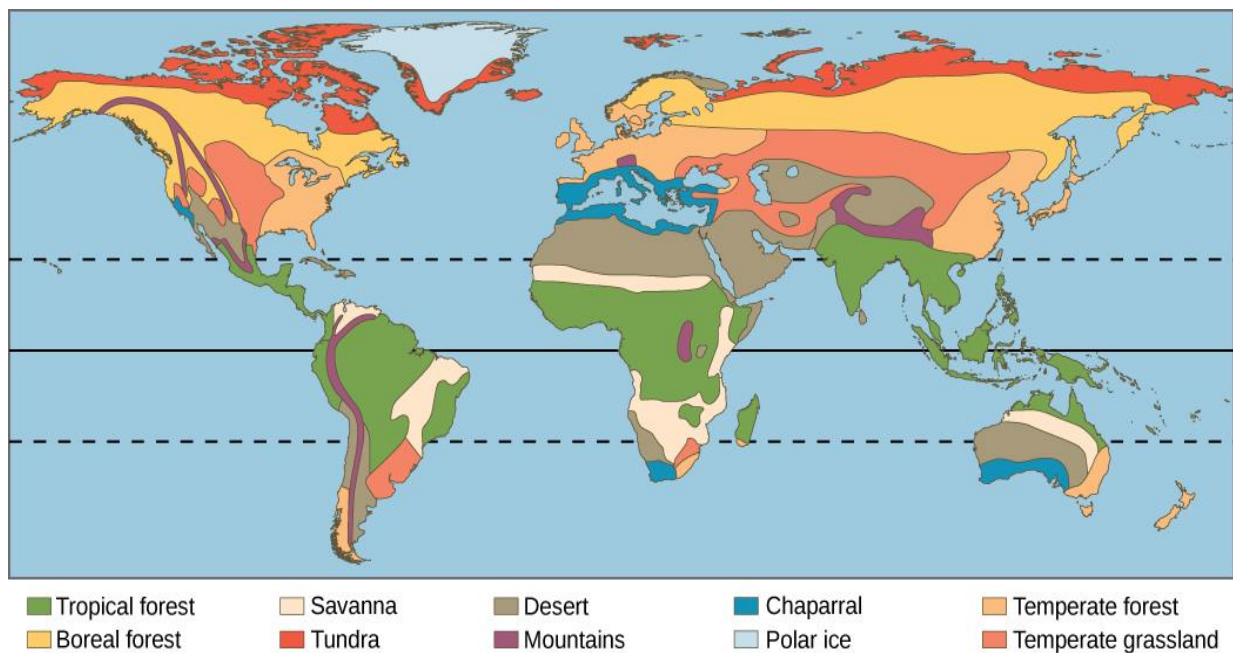 Tropical forest Savanna Desert Chaparral Temperate forest
Boreal forest Tundra Mountains Polar ice Temperate grassland